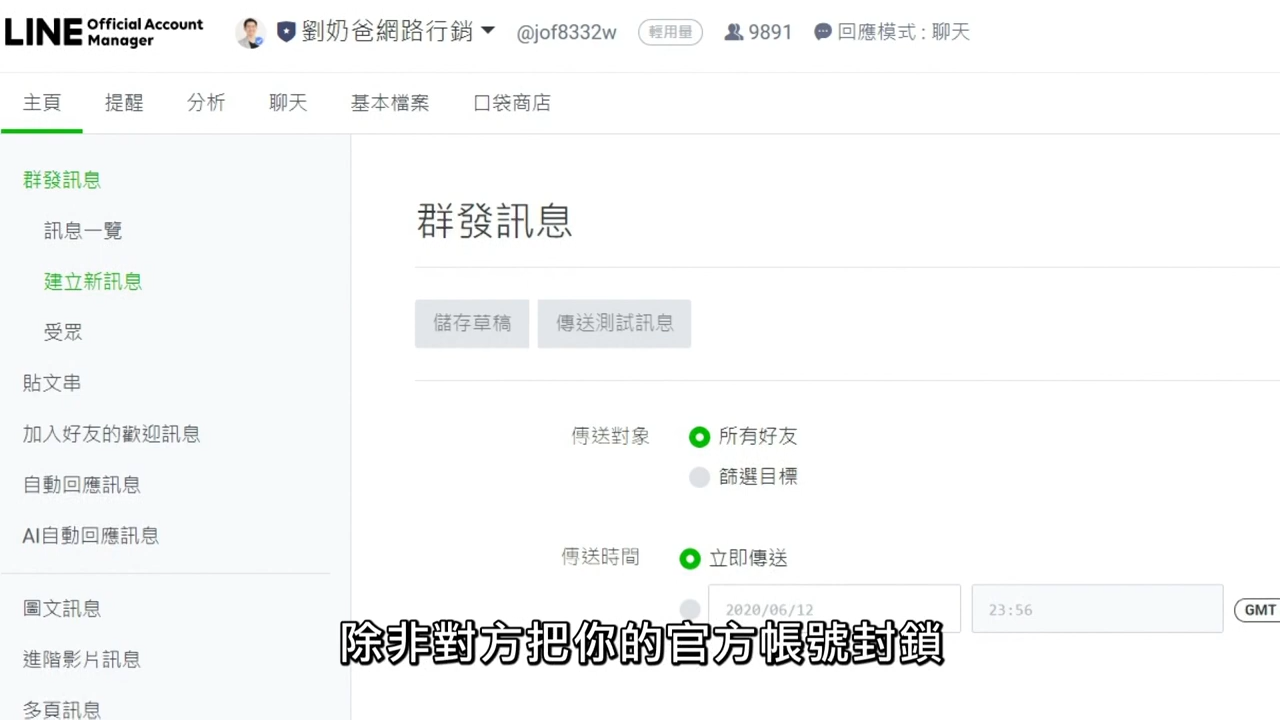 LINE Official Account Manager
劉奶爸網路行銷 @jof8332w 輕用量 9891 回應模式 : 聊天
主頁 提醒 分析 聊天 基本檔案 口袋商店
群發訊息
訊息一覽
建立新訊息
受眾
貼文串
加入好友的歡迎訊息
自動回應訊息
AI自動回應訊息
圖文訊息
進階影片訊息
多頁訊息
群發訊息
儲存草稿 傳送測試訊息
傳送對象 所有好友
篩選目標
傳送時間 立即傳送
2020/06/12 23:56 GMT
除非對方把你的官方帳號封鎖